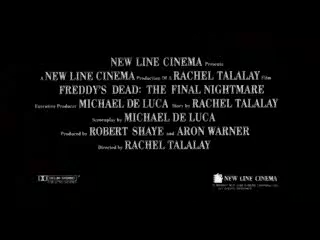 NEW LINE CINEMA Presents
A NEW LINE CINEMA Production Of A RACHEL TALALAY Film
FREDDY'S DEAD: THE FINAL NIGHTMARE
Executive Producer MICHAEL DE LUCA Story by RACHEL TALALAY
Screenplay by MICHAEL DE LUCA
Produced by ROBERT SHAYE and ARON WARNER
Directed by RACHEL TALALAY
NEW LINE CINEMA